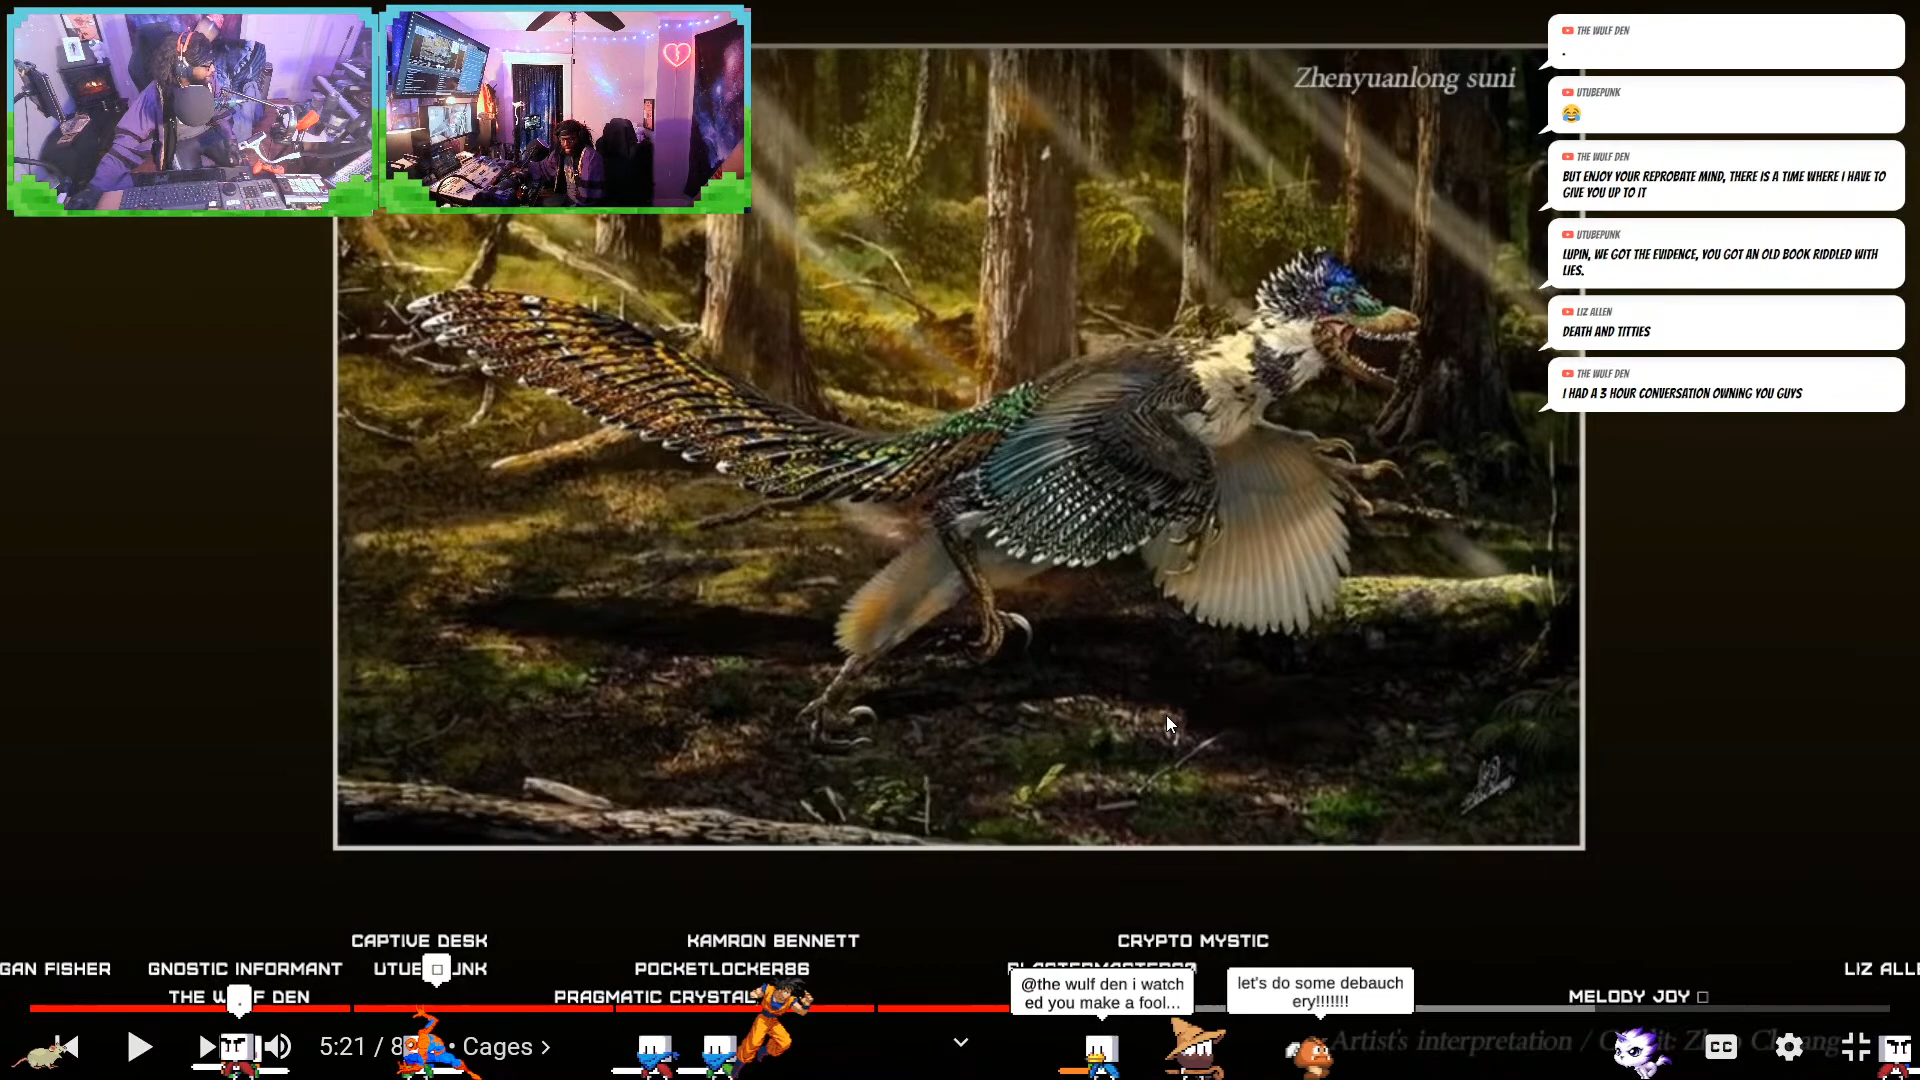 Zhenyuanlong suni
THE WULF DEN
.
UTUBEPUNK
😂
THE WULF DEN
BUT ENJOY YOUR REPROBATE MIND, THERE IS A TIME WHERE I HAVE TO
GIVE YOU UP TO IT
UTUBEPUNK
LUPIN, WE GOT THE EVIDENCE, YOU GOT AN OLD BOOK RIDDLED WITH
LIES.
LIZ ALLEN
DEATH AND TITTIES
THE WULF DEN
I HAD A 3 HOUR CONVERSATION OWNING YOU GUYS
CAPTIVE DESK
KAMRON BENNETT
CRYPTO MYSTIC
GAN FISHER
GNOSTIC INFORMANT
POCKETLOCKER86
LIZ ALLE
PRAGMATIC CRYSTAL
MELODY JOY
@the wulf den i watch
ed you make a fool...
let's do some debauch
ery!!!!!!!
5:21 / 8
• Cages >
Artist's interpretation /
CC